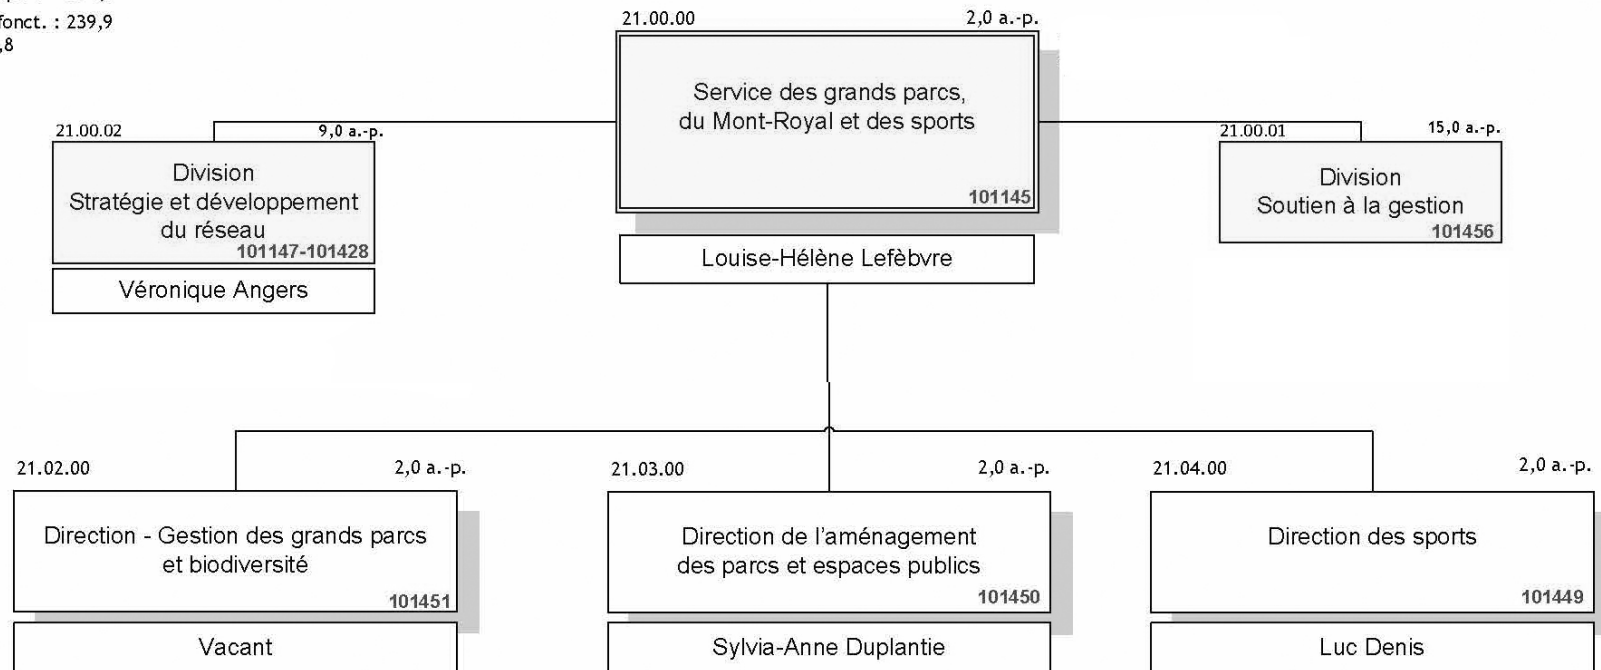 fonct. : 239,9
,8
21.00.00 2,0 a.-p.
Service des grands parcs,
du Mont-Royal et des sports
101145
Louise-Hélène Lefèbvre
21.00.02 9,0 a.-p.
Division
Stratégie et développement
du réseau
101147-101428
Véronique Angers
21.00.01 15,0 a.-p.
Division
Soutien à la gestion
101456
21.02.00 2,0 a.-p.
Direction - Gestion des grands parcs
et biodiversité
101451
Vacant
21.03.00 2,0 a.-p.
Direction de l'aménagement
des parcs et espaces publics
101450
Sylvia-Anne Duplantie
21.04.00 2,0 a.-p.
Direction des sports
101449
Luc Denis